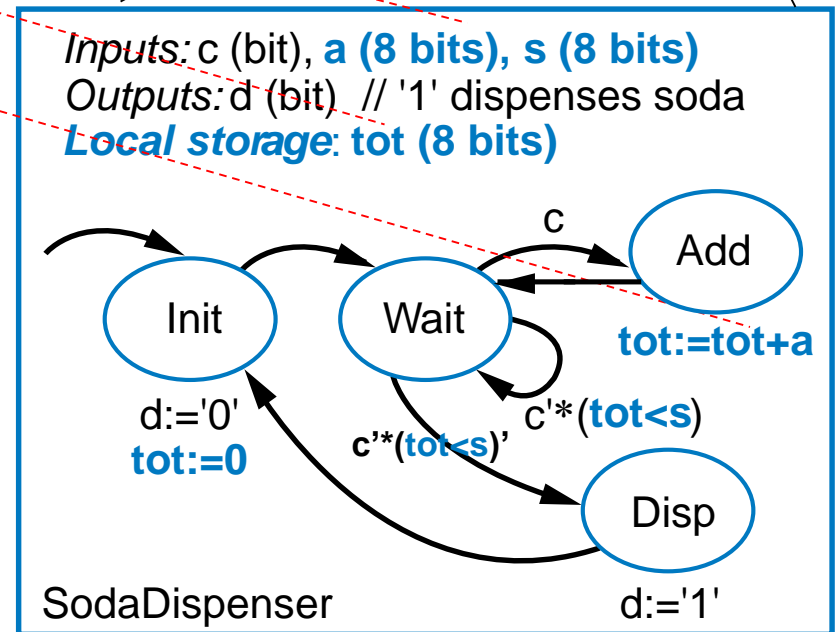 Inputs: c (bit), a (8 bits), s (8 bits)
Outputs: d (bit) // '1' dispenses soda
Local storage: tot (8 bits)
c
Add
Init
Wait
tot:=tot+a
d:='0'
c'*(tot<s)
tot:=0
c’*(tot<s)’
Disp
SodaDispenser
d:='1'